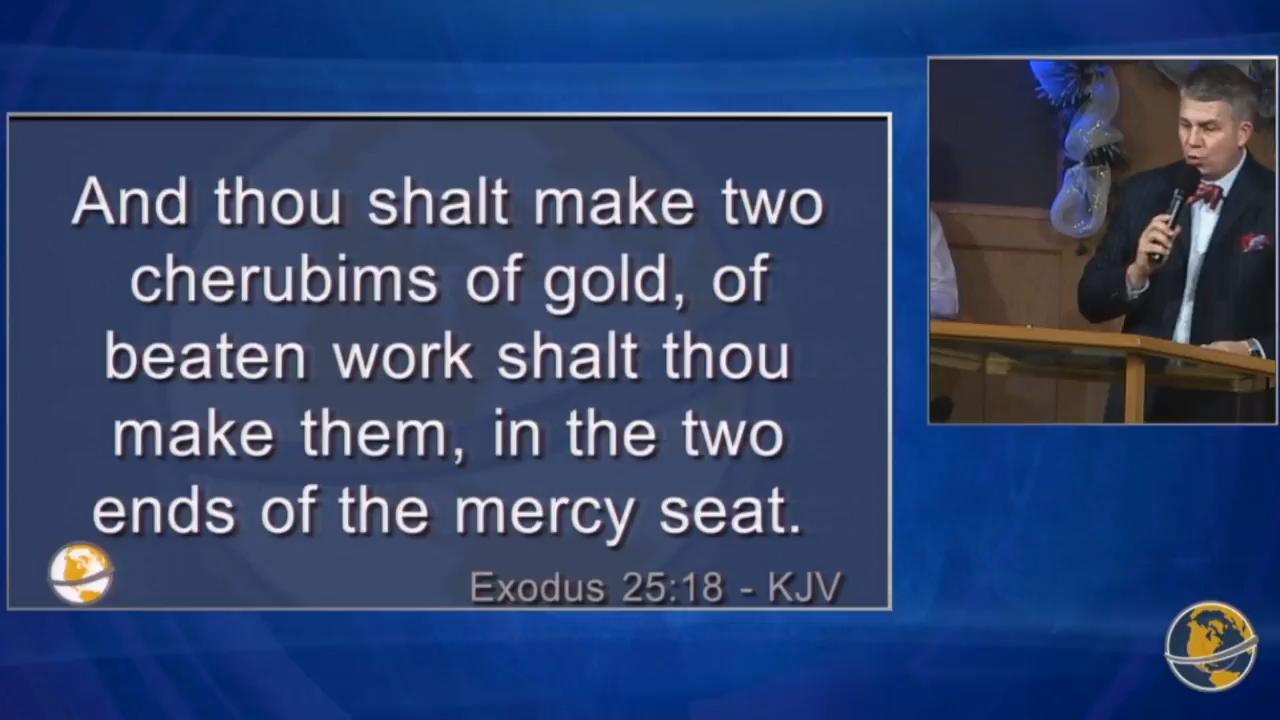 And thou shalt make two
cherubims of gold, of
beaten work shalt thou
make them, in the two
ends of the mercy seat.
Exodus 25:18 - KJV